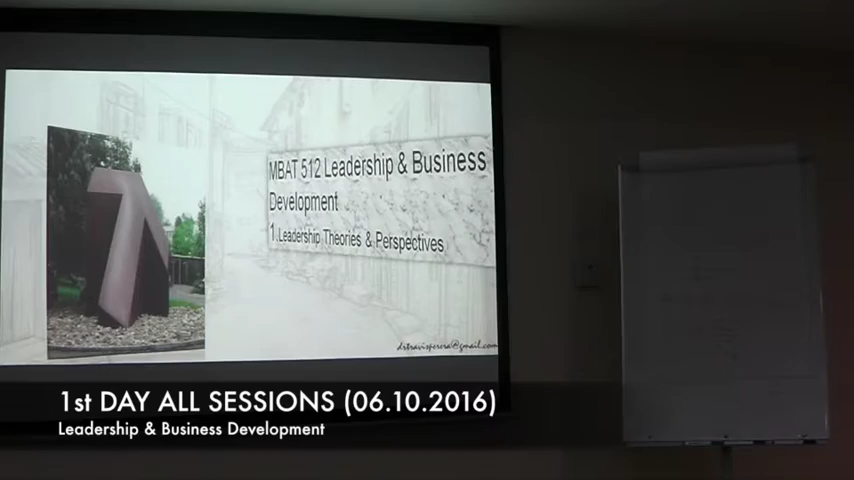 MBAT 512 Leadership & Business
Development
1.Leadership Theories & Perspectives
drtravisperera@gmail.com
1st DAY ALL SESSIONS (06.10.2016)
Leadership & Business Development